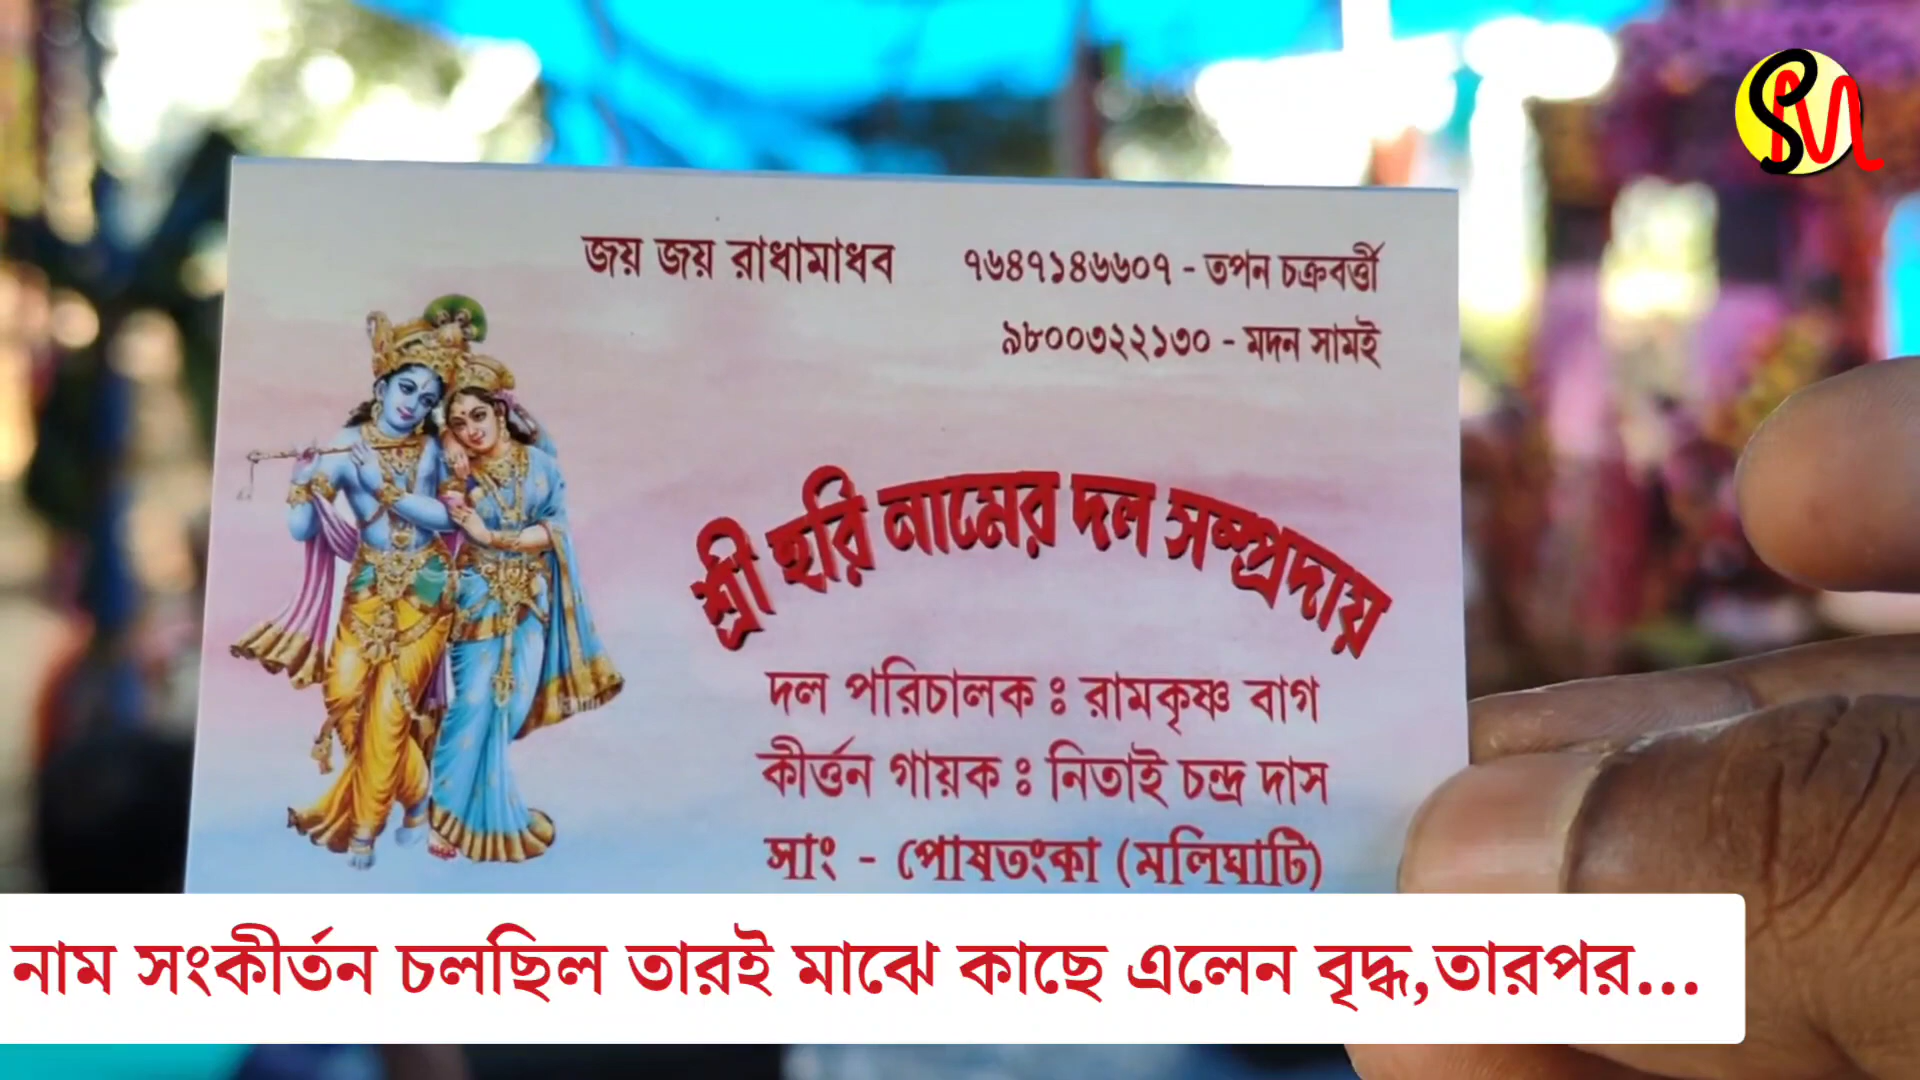 জয় জয় রাধামাধব
৭৬৪৭১৪৬৬০৭ - তপন চক্রবর্ত্তী
৯৮০০৩২২১৩০ - মদন সামই
শ্রী হরি নামের দল সম্প্রদায়
দল পরিচালক ঃ রামকৃষ্ণ বাগ
কীর্ত্তন গায়ক ঃ নিতাই চন্দ্র দাস
সাং - পোষতংকা (মলিঘাটি)
নাম সংকীর্তন চলছিল তারই মাঝে কাছে এলেন বৃদ্ধ,তারপর...